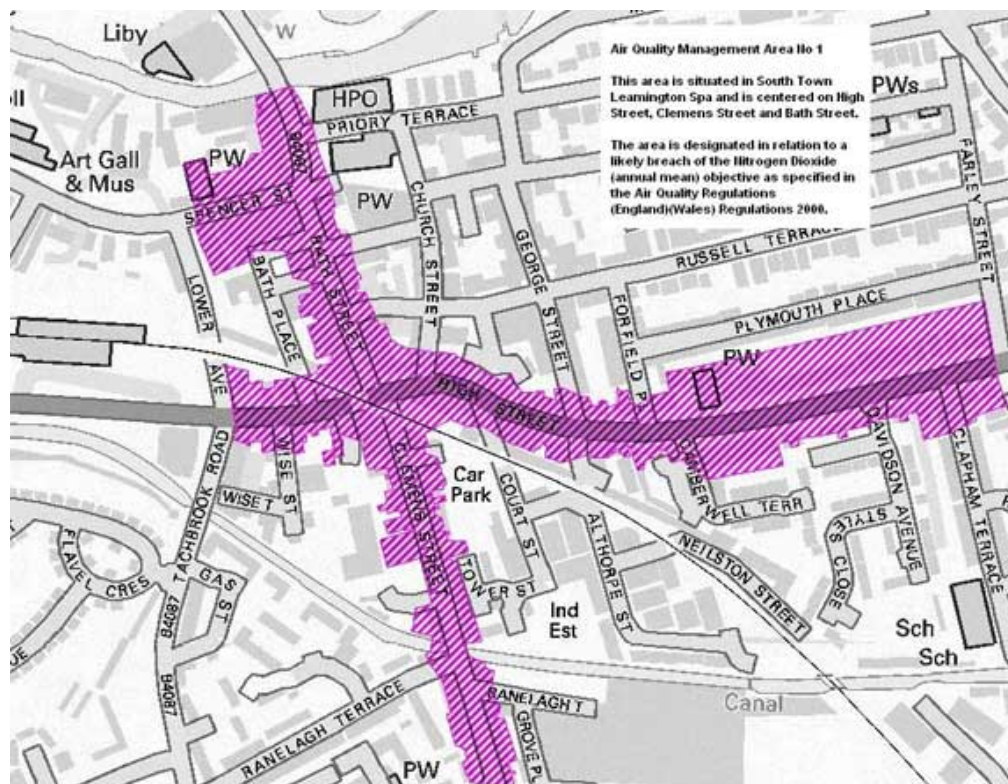 Liby
W
Air Quality Management Area No 1
This area is situated in South Town
Leamington Spa and is centered on High
Street, Clemens Street and Bath Street.
The area is designated in relation to a
likely breach of the Nitrogen Dioxide
(annual mean) objective as specified in
the Air Quality Regulations
(England)(Wales) Regulations 2000.
HPO
PRIORY TERRACE
PWs
ll
Art Gall
& Mus
PW
B4087
SPENCER ST
PW
CHURCH STREET
FARLEY STREET
GEORGE STREET
RUSSELL TERRACE
LOWER AVE
BATH PLACE
BATH STREET
FORFIELD P
PLYMOUTH PLACE
PW
HIGH STREET
WISE ST
WISE T
TACHBROOK ROAD
CLEMENS STREET
Car
Park
COURT ST
CAMBERWELL TERR
DAVIDSON AVENUE
CLAPHAM TERRACE
STYLES CLOSE
ALTHORPE ST
NEILSTON STREET
FLAVEL CRES
GAS ST
B4087
TOWER ST
Ind
Est
Sch
Sch
B4087
RANELAGH TERRACE
RANELAGH T
GROVE PL
Canal
PW